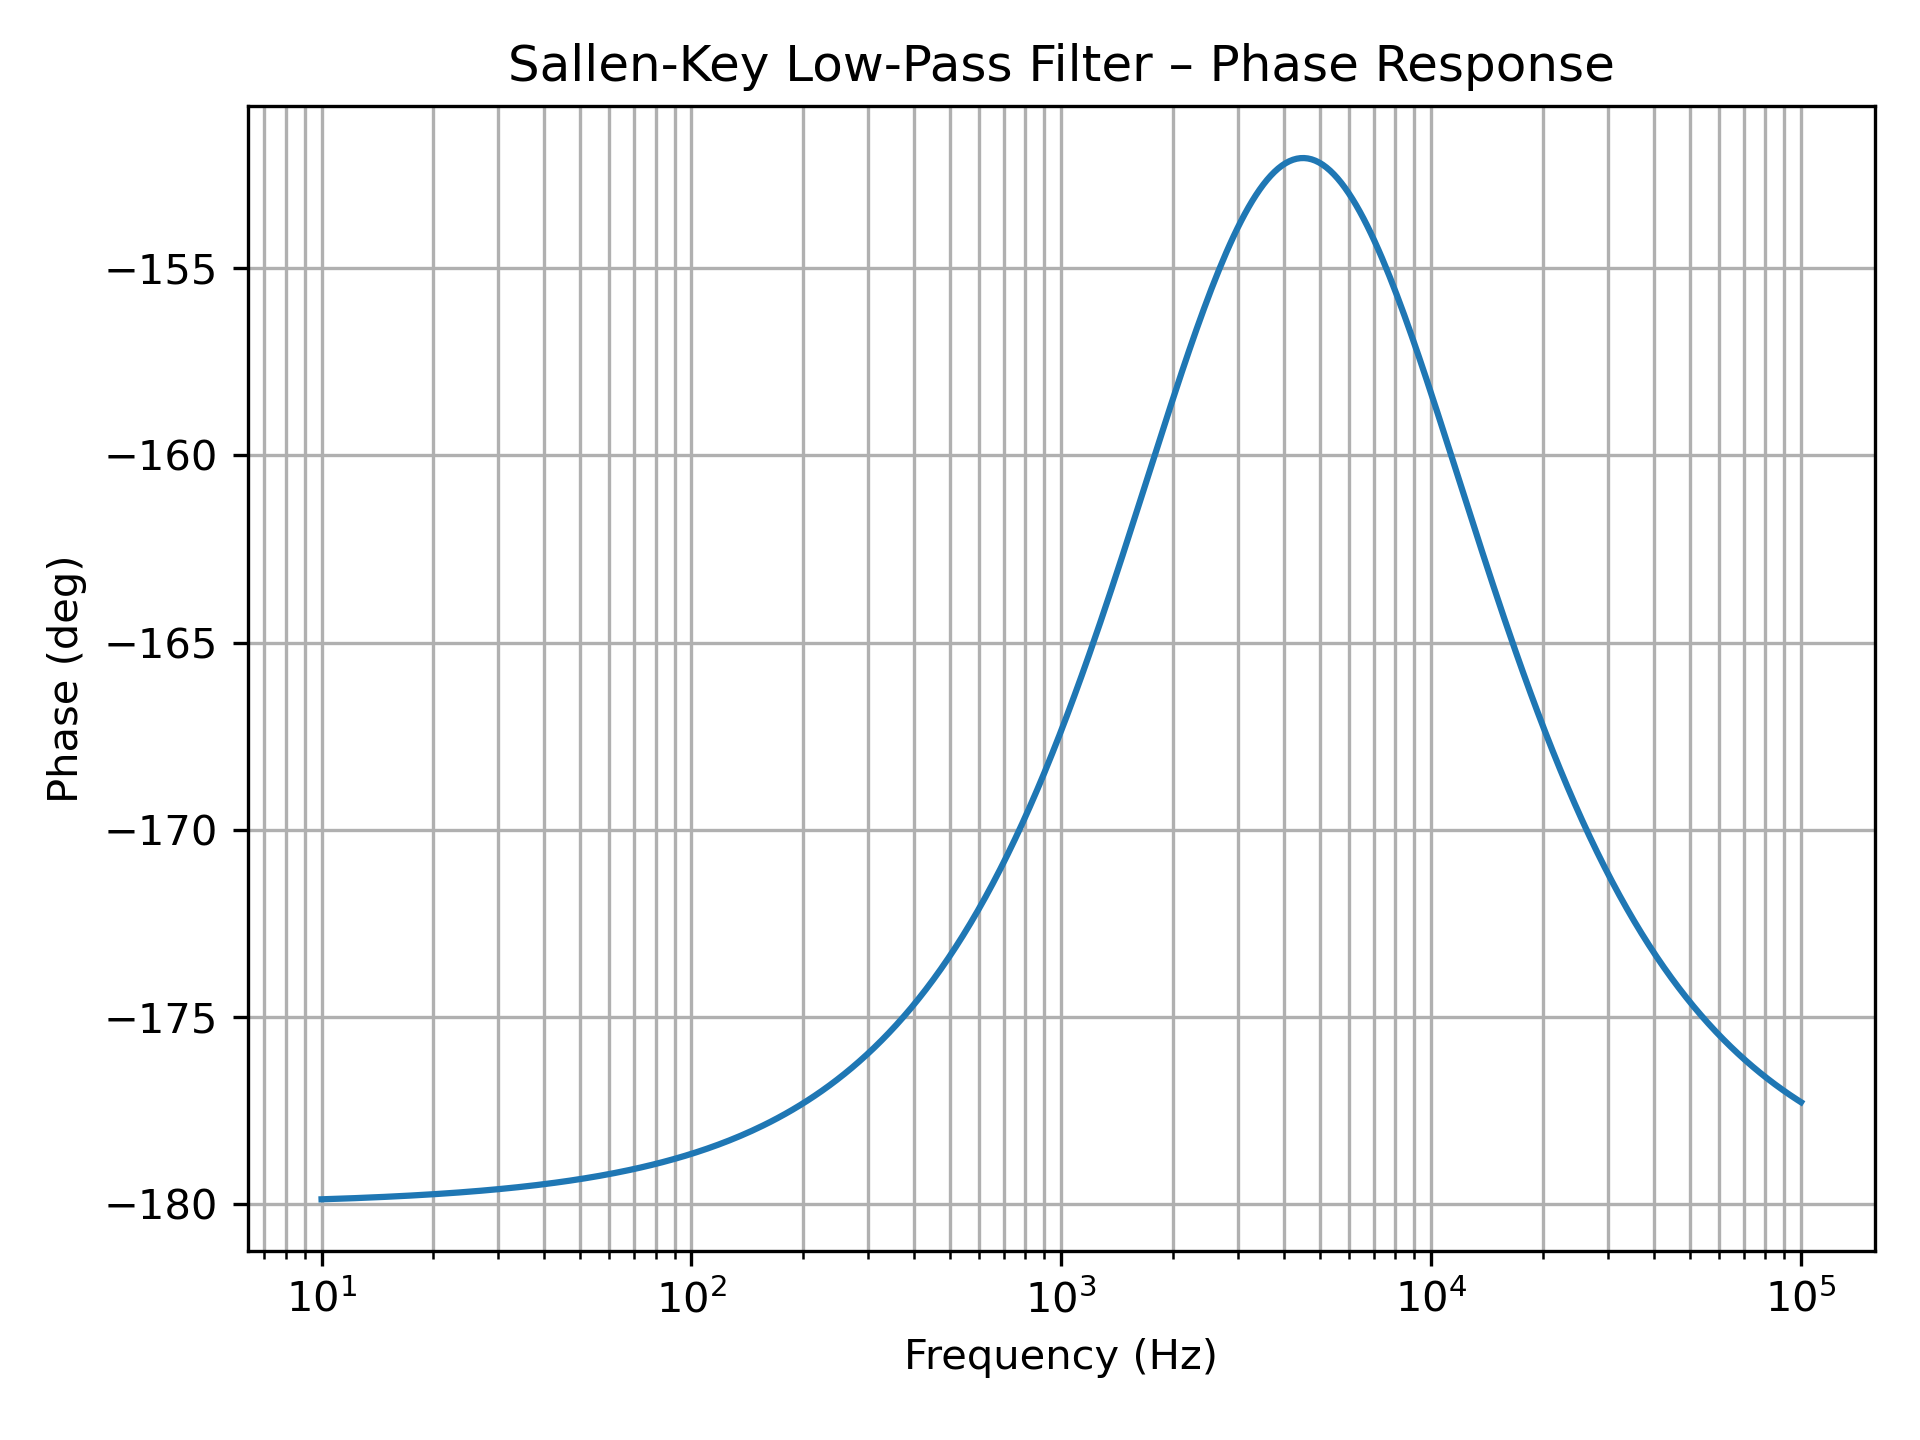 Sallen-Key Low-Pass Filter – Phase Response
Phase (deg)
−155
−160
−165
−170
−175
−180
10¹ 10² 10³ 10⁴ 10⁵
Frequency (Hz)